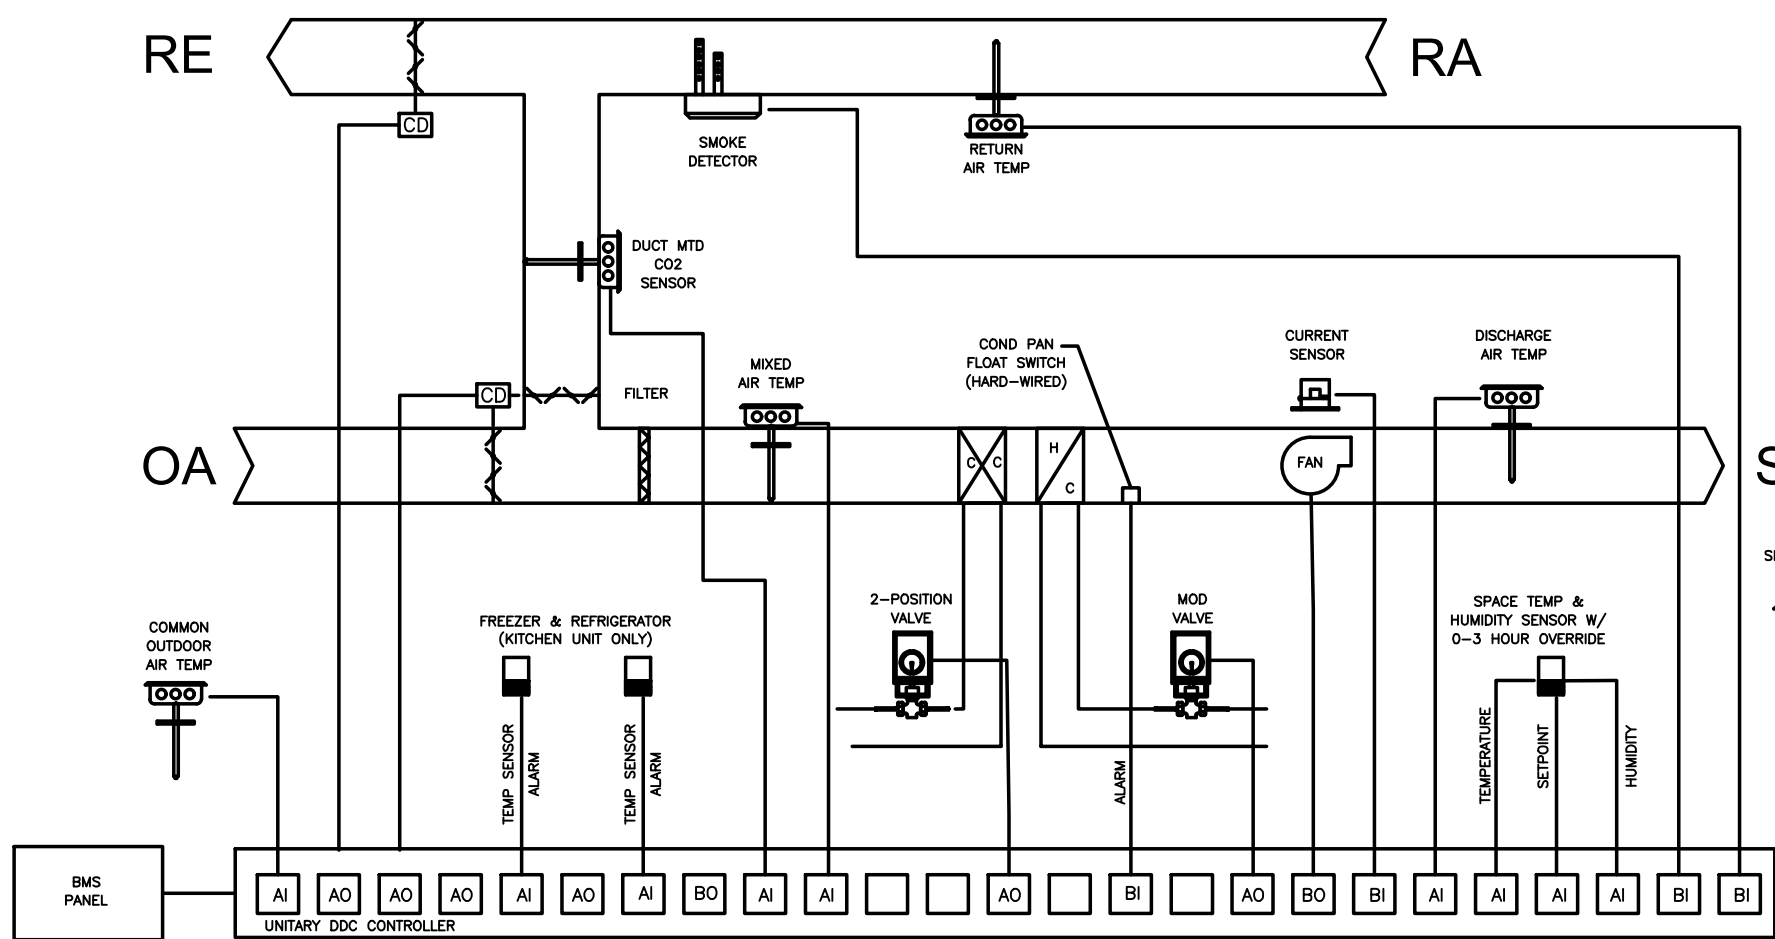 RE
RA
CD
SMOKE
DETECTOR
RETURN
AIR TEMP
DUCT MTD
CO2
SENSOR
COND PAN
FLOAT SWITCH
(HARD-WIRED)
CURRENT
SENSOR
DISCHARGE
AIR TEMP
MIXED
AIR TEMP
CD
FILTER
OA
C C
H
C
FAN
S
COMMON
OUTDOOR
AIR TEMP
FREEZER & REFRIGERATOR
(KITCHEN UNIT ONLY)
2-POSITION
VALVE
MOD
VALVE
SPACE TEMP &
HUMIDITY SENSOR W/
0-3 HOUR OVERRIDE
TEMP SENSOR
ALARM
TEMP SENSOR
ALARM
ALARM
TEMPERATURE
SETPOINT
HUMIDITY
BMS
PANEL
AI AO AO AO AI AO AI BO AI AI AO BI AO BO BI AI AI AI AI BI BI
UNITARY DDC CONTROLLER